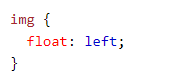 img {
  float: left;
}